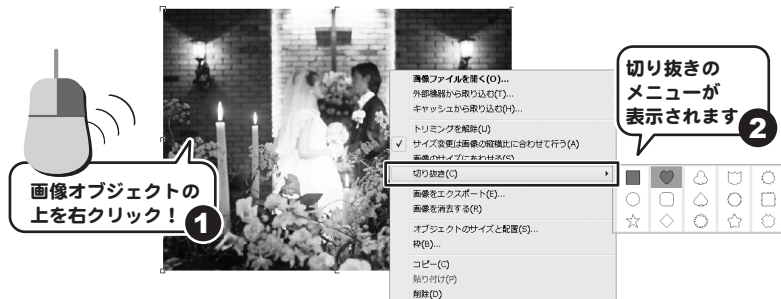 画像オブジェクトの
上を右クリック！
1
画像ファイルを開く(O)...
外部機器から取り込む(T)...
キャッシュから取り込む(H)...
トリミングを解除(U)
✓ サイズ変更は画像の縦横比に合わせて行う(A)
画像のサイズにあわせる(S)
切り抜き(C)
画像をエクスポート(E)...
画像を消去する(R)
オブジェクトのサイズと配置(S)...
枠(B)...
コピー(C)
貼り付け(P)
削除(D)
切り抜きの
メニューが
表示されます
2